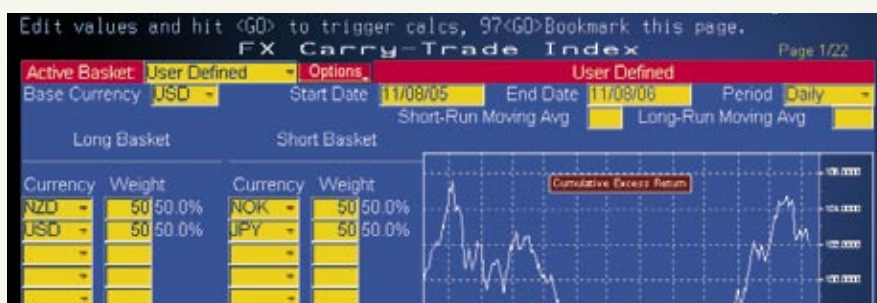 Edit values and hit <GO> to trigger calcs, 97<GO>Bookmark this page.
FX Carry-Trade Index Page 1/22
Active Basket: User Defined Options User Defined
Base Currency USD Start Date 11/08/05 End Date 11/08/06 Period Daily
Short-Run Moving Avg Long-Run Moving Avg
Long Basket Short Basket
Currency Weight Currency Weight
Cumulative Excess Return
NZD 50 50.0% NOK 50 50.0%
USD 50 50.0% JPY 50 50.0%